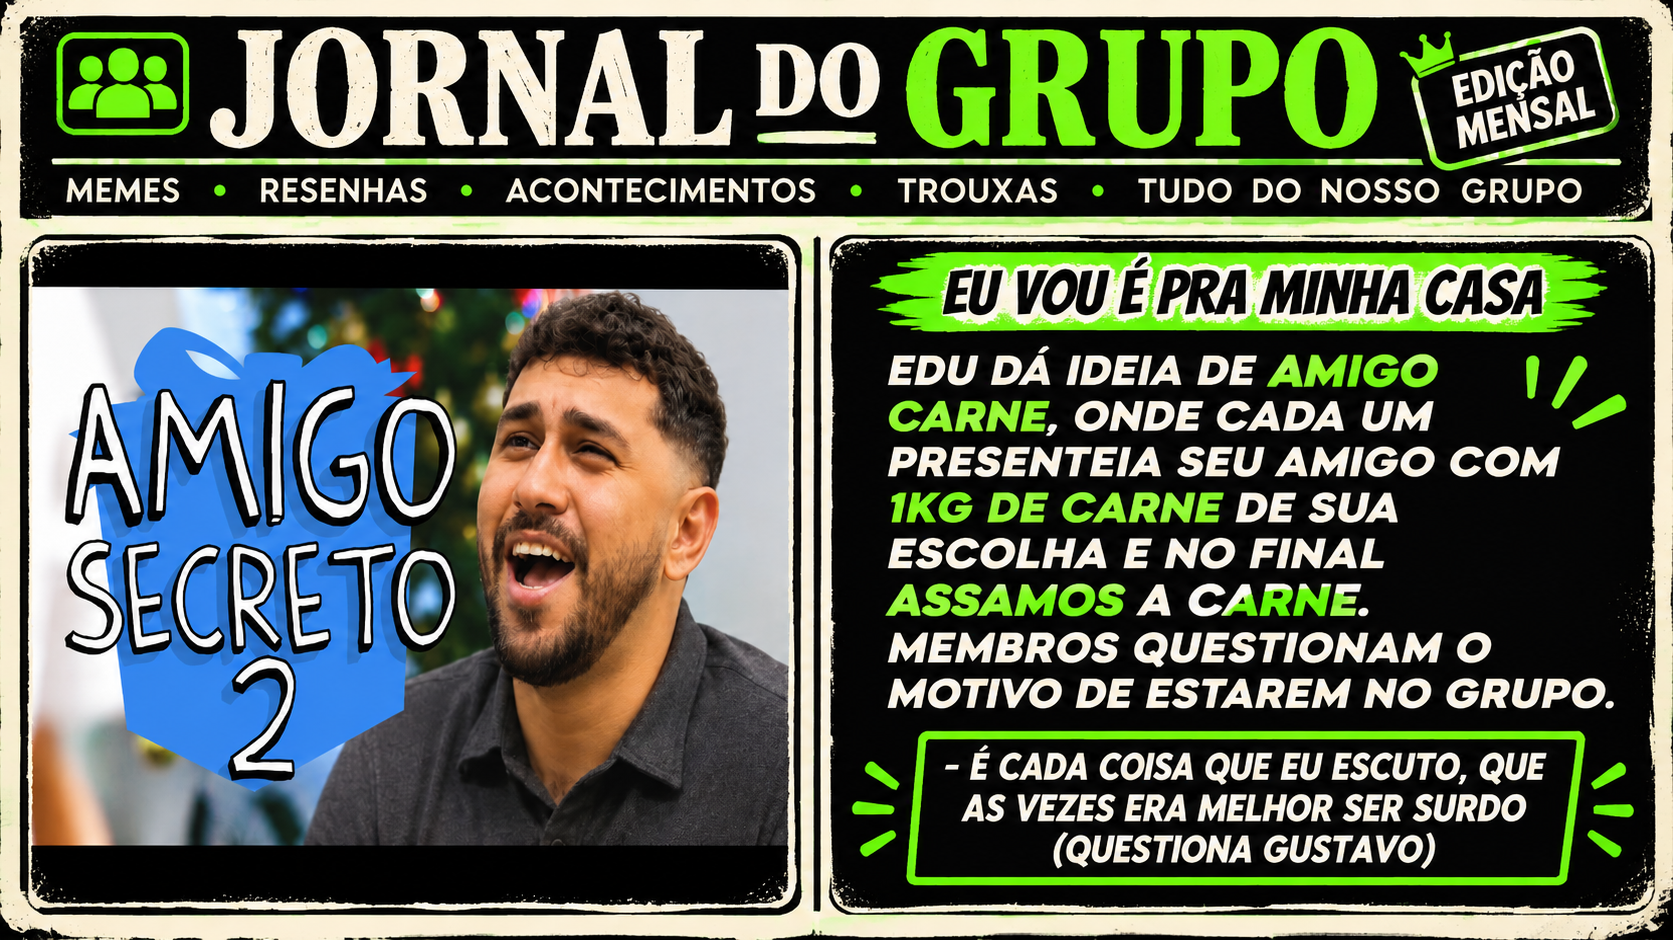 JORNAL DO GRUPO
EDIÇÃO
MENSAL
MEMES • RESENHAS • ACONTECIMENTOS • TROUXAS • TUDO DO NOSSO GRUPO
AMIGO
SECRETO
2
EU VOU É PRA MINHA CASA
EDU DÁ IDEIA DE AMIGO
CARNE, ONDE CADA UM
PRESENTEIA SEU AMIGO COM
1KG DE CARNE DE SUA
ESCOLHA E NO FINAL
ASSAMOS A CARNE.
MEMBROS QUESTIONAM O
MOTIVO DE ESTAREM NO GRUPO.
- É CADA COISA QUE EU ESCUTO, QUE
AS VEZES ERA MELHOR SER SURDO
(QUESTIONA GUSTAVO)